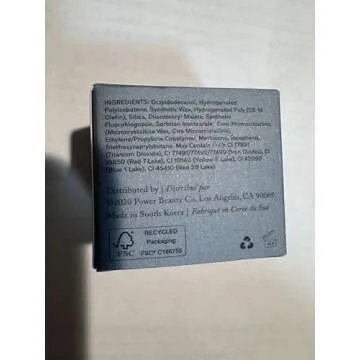 INGREDIENTS: Octyldodecanol, Hydrogenated
Polyisobutene, Synthetic Wax, Hydrogenated Poly (C6-14
Olefin), Silica, Diisostearyl Malate, Synthetic
Fluorphlogopite, Sorbitan Isostearate, Cera Microcristallina
(Microcrystalline Wax, Cire Microcristalline),
Ethylene/Propylene Copolymer, Methicone, Tocopherol,
Triethoxycaprylylsilane, May Contain (+/-): CI 77891
(Titanium Dioxide), CI 77491/77492/77499 (Iron Oxides), CI
15850 (Red 7 Lake), CI 19140 (Yellow 5 Lake), CI 42090
(Blue 1 Lake), CI 45410 (Red 28 Lake)
Distributed by | Distribué par
©2020 Power Beauty Co. Los Angeles, CA 90069
Made in South Korea | Fabriqué en Corée du Sud
FSC
RECYCLED
Packaging
FSC® C166755